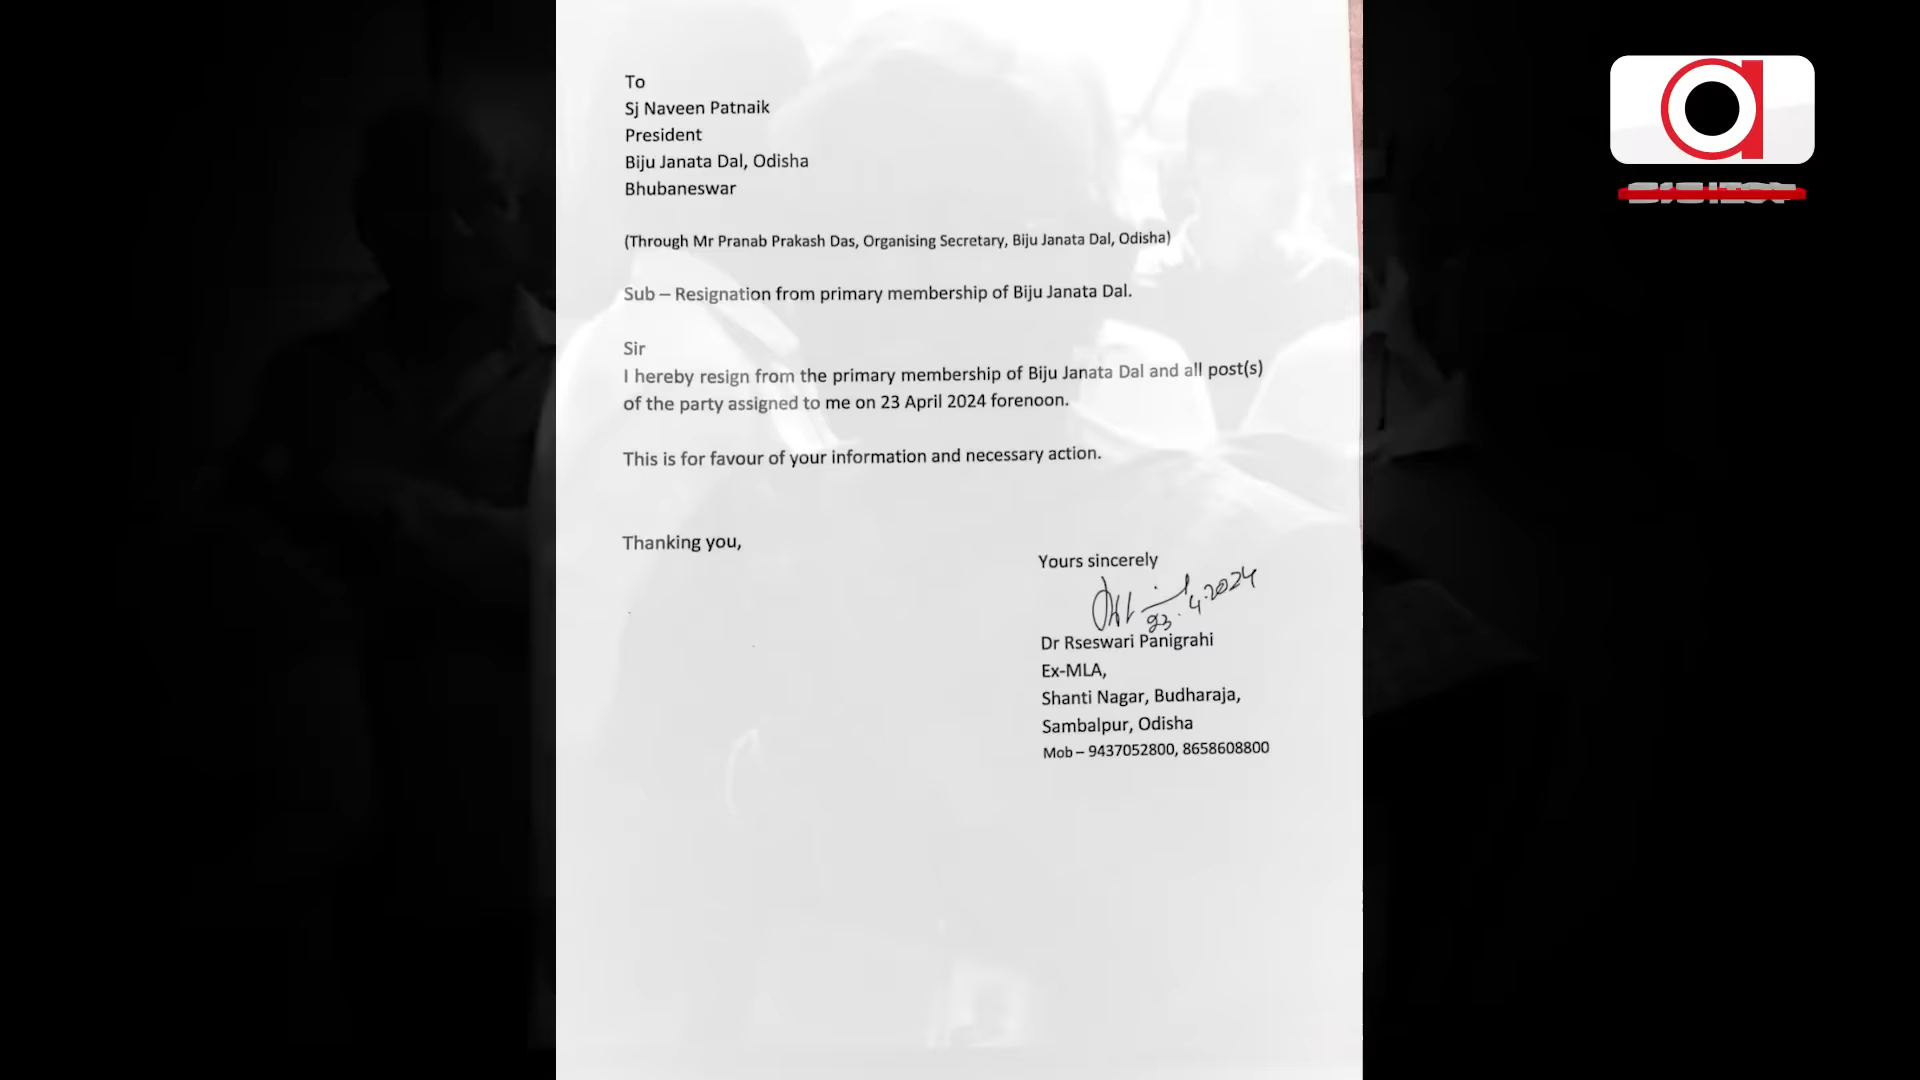 To
Sj Naveen Patnaik
President
Biju Janata Dal, Odisha
Bhubaneswar
(Through Mr Pranab Prakash Das, Organising Secretary, Biju Janata Dal, Odisha)
Sub – Resignation from primary membership of Biju Janata Dal.
Sir
I hereby resign from the primary membership of Biju Janata Dal and all post(s)
of the party assigned to me on 23 April 2024 forenoon.
This is for favour of your information and necessary action.
Thanking you,
Yours sincerely
23.4.2024
Dr Rseswari Panigrahi
Ex-MLA,
Shanti Nagar, Budharaja,
Sambalpur, Odisha
Mob – 9437052800, 8658608800